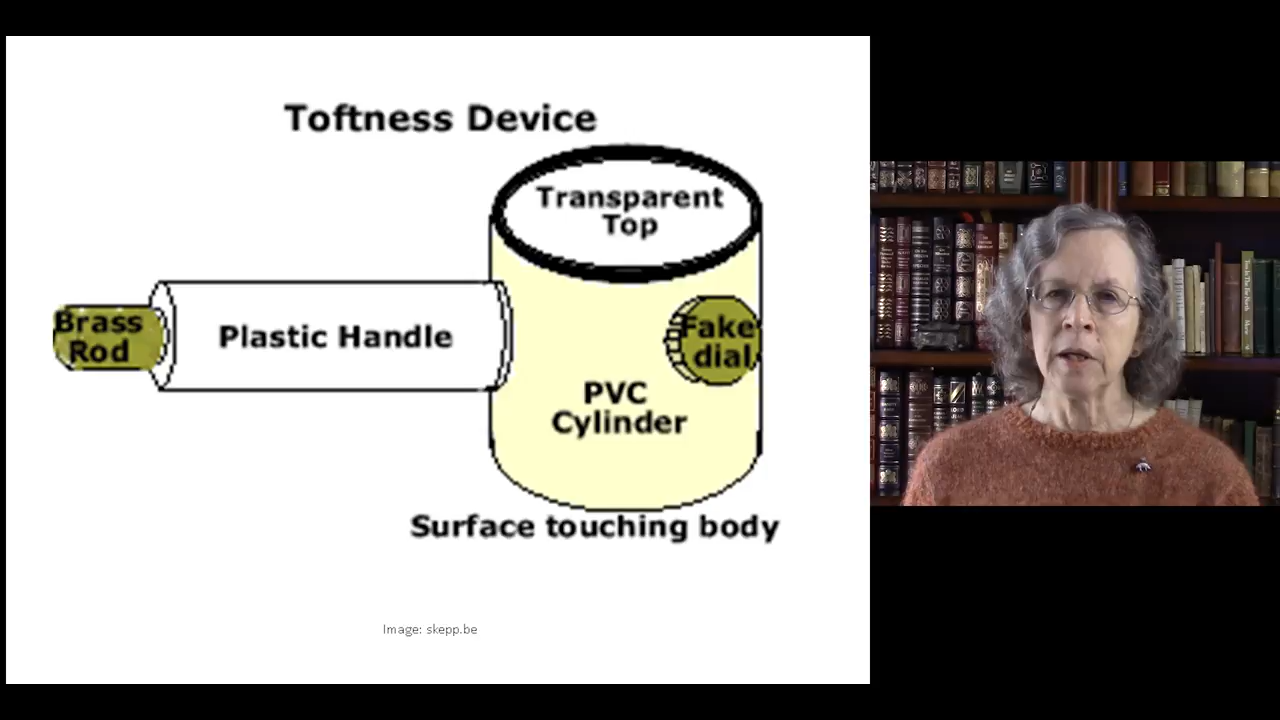 Toftness Device
Transparent
Top
Brass
Rod
Plastic Handle
Fake
dial
PVC
Cylinder
Surface touching body
Image: skepp.be